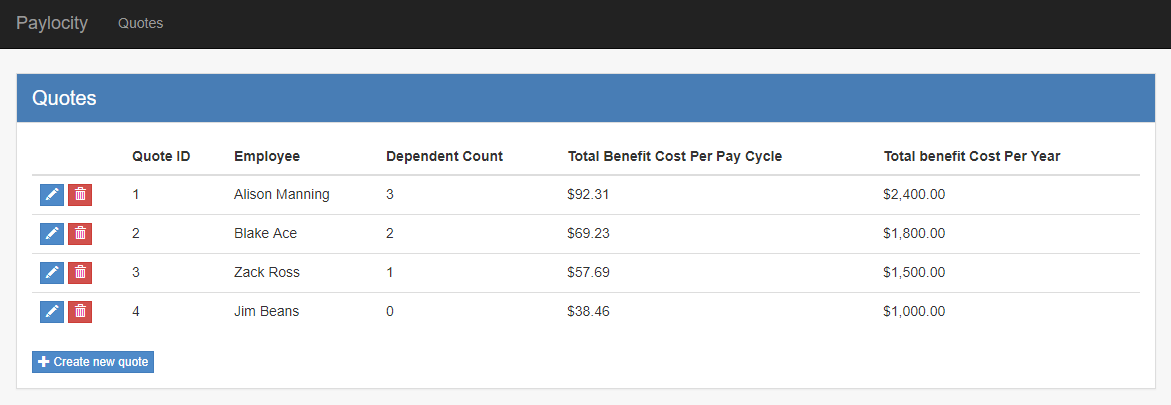 Paylocity Quotes
Quotes
Quote ID Employee Dependent Count Total Benefit Cost Per Pay Cycle Total benefit Cost Per Year
1 Alison Manning 3 $92.31 $2,400.00
2 Blake Ace 2 $69.23 $1,800.00
3 Zack Ross 1 $57.69 $1,500.00
4 Jim Beans 0 $38.46 $1,000.00
Create new quote